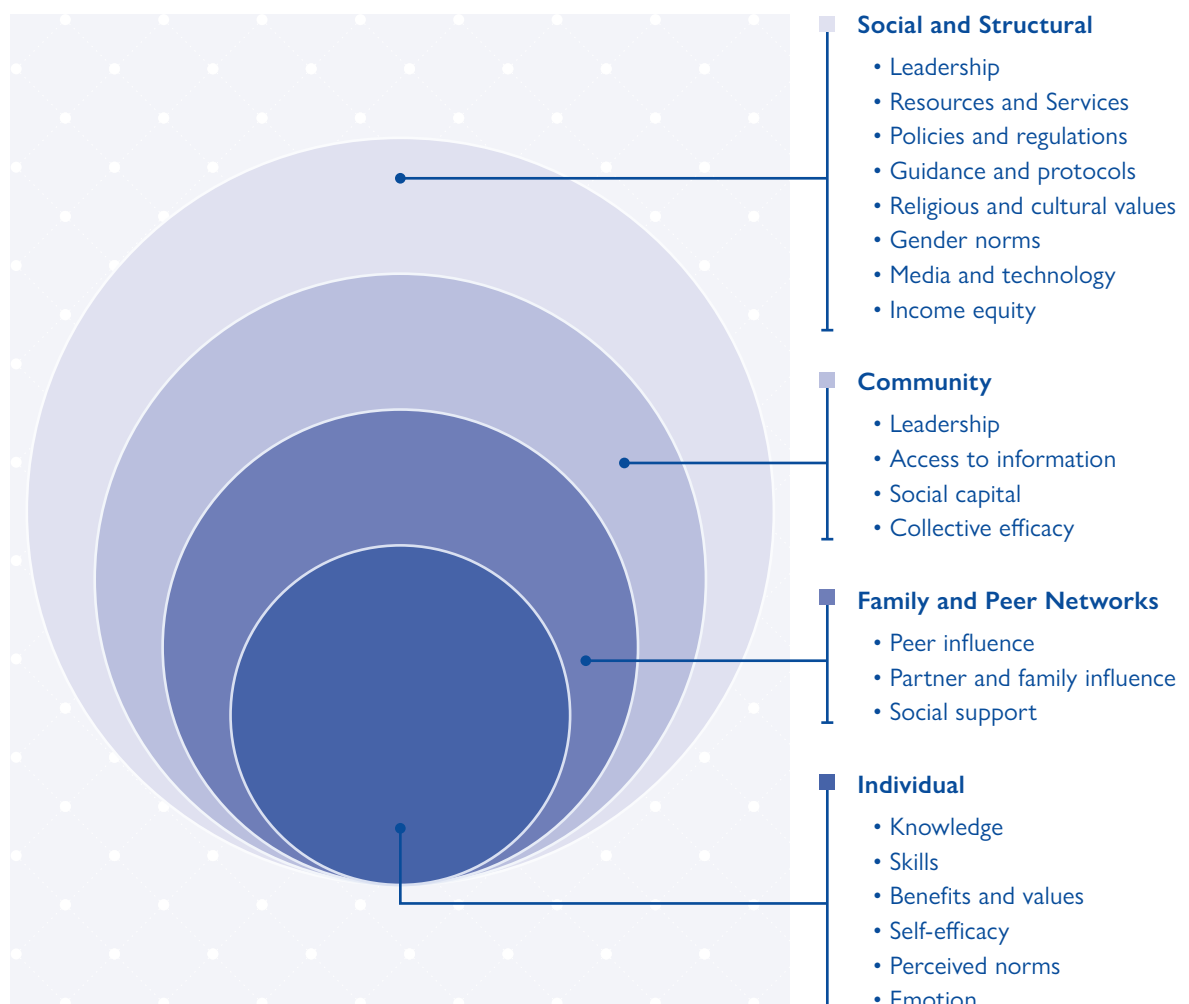 Social and Structural
• Leadership
• Resources and Services
• Policies and regulations
• Guidance and protocols
• Religious and cultural values
• Gender norms
• Media and technology
• Income equity
Community
• Leadership
• Access to information
• Social capital
• Collective efficacy
Family and Peer Networks
• Peer influence
• Partner and family influence
• Social support
Individual
• Knowledge
• Skills
• Benefits and values
• Self-efficacy
• Perceived norms
• Emotion